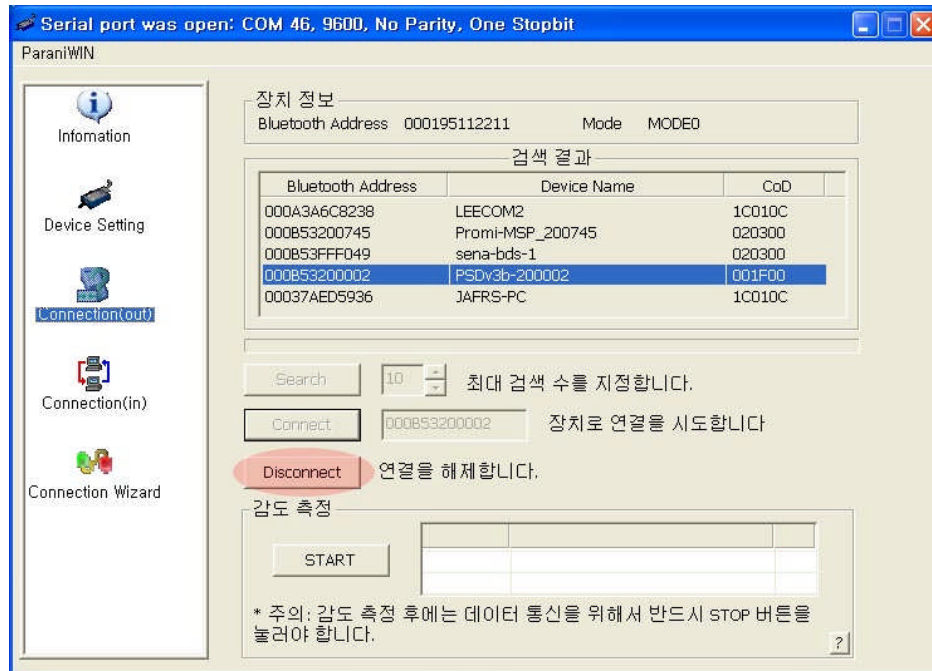 Serial port was open: COM 46, 9600, No Parity, One Stopbit
ParaniWIN
Infomation
Device Setting
Connection(out)
Connection(in)
Connection Wizard
장치 정보
Bluetooth Address 000195112211 Mode MODE0
검색 결과
Bluetooth Address Device Name CoD
000A3A6C8238 LEECOM2 1C010C
000B53200745 Promi-MSP_200745 020300
000B53FFF049 sena-bds-1 020300
000B53200002 PSDv3b-200002 001F00
00037AED5936 JAFRS-PC 1C010C
Search 10 최대 검색 수를 지정합니다.
Connect 000B53200002 장치로 연결을 시도합니다
Disconnect 연결을 해제합니다.
감도 측정
START
* 주의: 감도 측정 후에는 데이터 통신을 위해서 반드시 STOP 버튼을
눌러야 합니다.
?